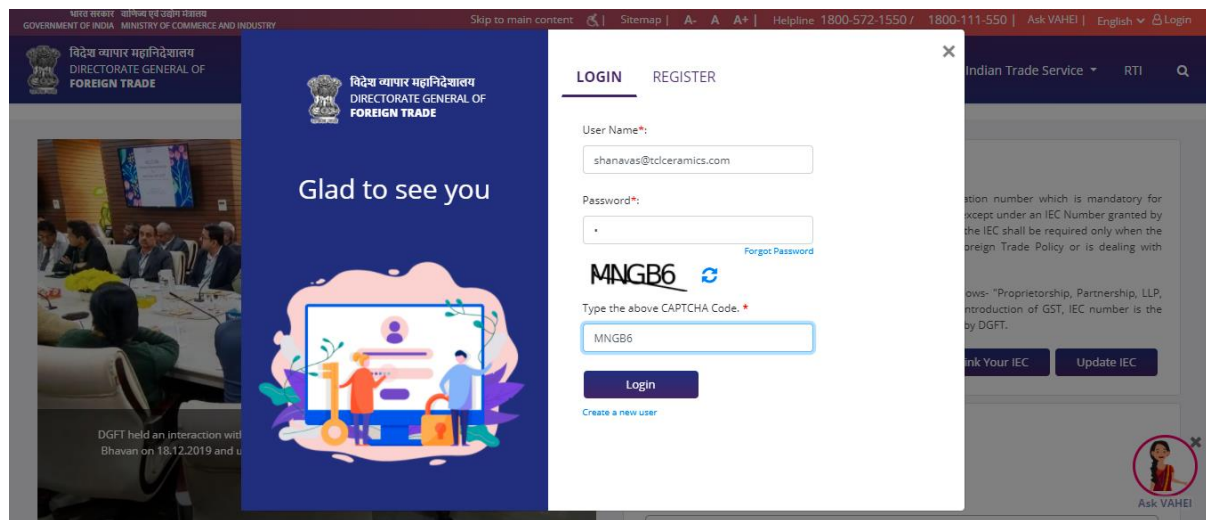 भारत सरकार वाणिज्य एवं उद्योग मंत्रालय
GOVERNMENT OF INDIA MINISTRY OF COMMERCE AND INDUSTRY
Skip to main content | Sitemap | A- A A+ | Helpline 1800-572-1550 / 1800-111-550 | Ask VAHEI | English Login
विदेश व्यापार महानिदेशालय
DIRECTORATE GENERAL OF
FOREIGN TRADE
Indian Trade Service RTI
विदेश व्यापार महानिदेशालय
DIRECTORATE GENERAL OF
FOREIGN TRADE
Glad to see you
LOGIN REGISTER
User Name*:
shanavas@tclceramics.com
Password*:
•
Forgot Password
MNGB6
Type the above CAPTCHA Code. *
MNGB6
Login
Create a new user
number which is mandatory for
except under an IEC Number granted by
the IEC shall be required only when the
Foreign Trade Policy or is dealing with
"Proprietorship, Partnership, LLP,
introduction of GST, IEC number is the
by DGFT.
Link Your IEC Update IEC
DGFT held an interaction with
Bhavan on 18.12.2019 and
Ask VAHEI